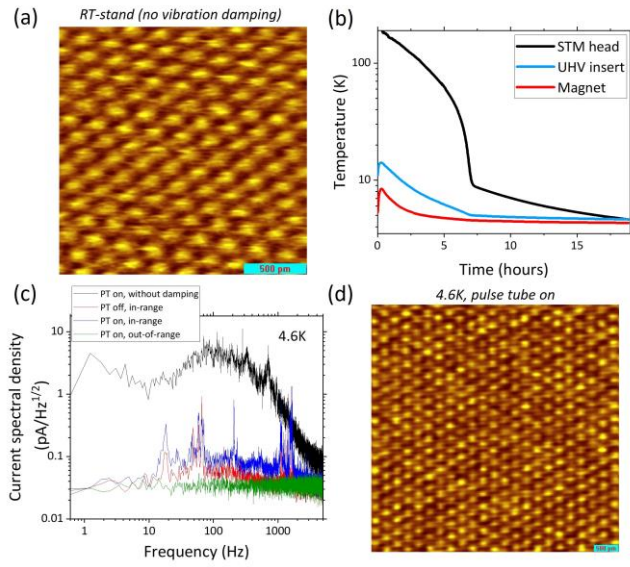 (a)
RT-stand (no vibration damping)
500 pm
(b)
Temperature (K)
100
10
STM head
UHV insert
Magnet
0
5
10
15
Time (hours)
(c)
PT on, without damping
PT off, in-range
PT on, in-range
PT on, out-of-range
4.6K
Current spectral density
(pA/Hz1/2)
10
1
0.1
0.01
1
10
100
1000
Frequency (Hz)
(d)
4.6K, pulse tube on
500 pm